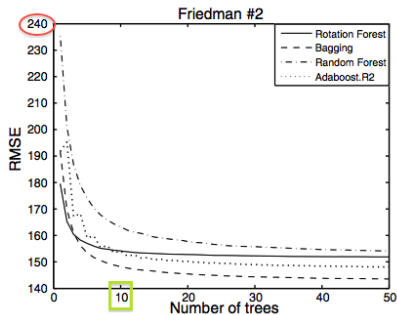 Friedman #2
240
230
220
210
200
190
180
170
160
150
140
RMSE
Rotation Forest
Bagging
Random Forest
Adaboost.R2
0 10 20 30 40 50
Number of trees